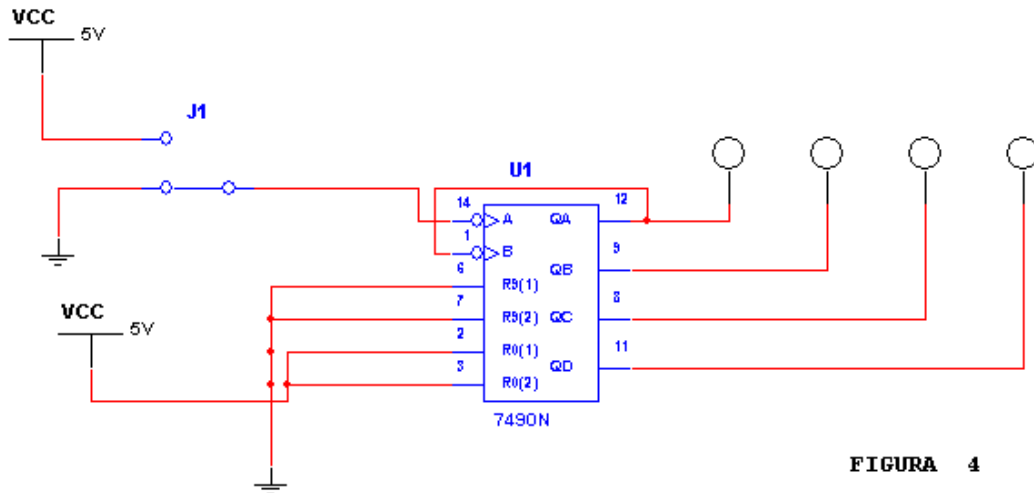 VCC
5V
J1
U1
14
A
QA
12
1
B
9
6
QB
R9(1)
7
8
R9(2)
QC
2
R0(1)
11
3
QD
R0(2)
VCC
5V
7490N
FIGURA 4